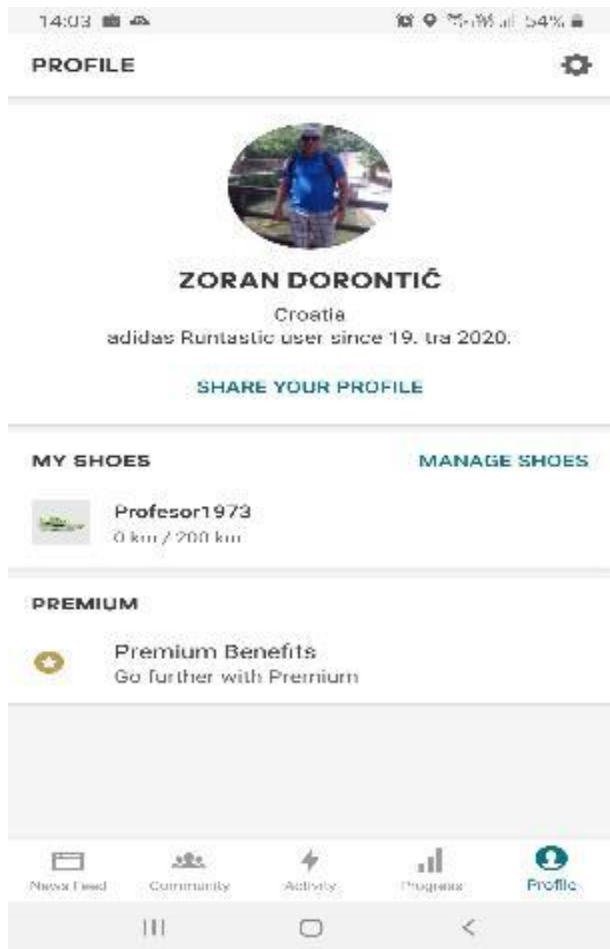 14:03 54%
PROFILE
ZORAN DORONTIĆ
Croatia
adidas Runtastic user since 19. tra 2020.
SHARE YOUR PROFILE
MY SHOES MANAGE SHOES
Profesor1973
0 km / 200 km
PREMIUM
Premium Benefits
Go further with Premium
News Feed Community Activity Progress Profile